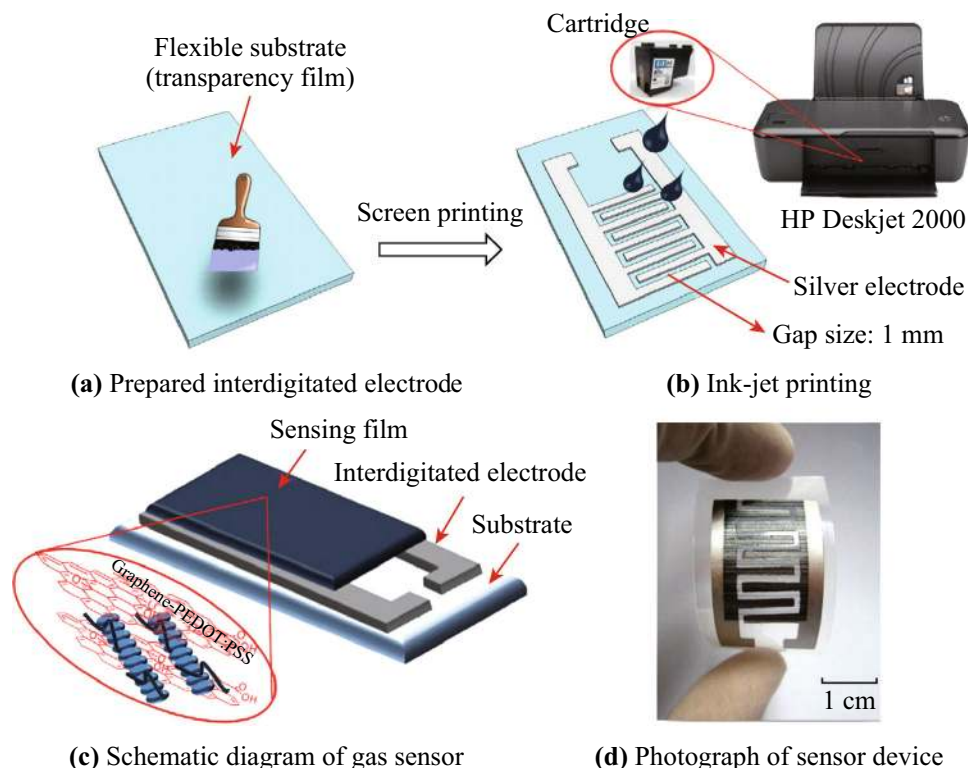 Flexible substrate
(transparency film)
Screen printing
Cartridge
HP Deskjet 2000
Silver electrode
Gap size: 1 mm
(a) Prepared interdigitated electrode
(b) Ink-jet printing
Sensing film
Interdigitated electrode
Substrate
Graphene-PEDOT:PSS
OH
1 cm
(c) Schematic diagram of gas sensor
(d) Photograph of sensor device